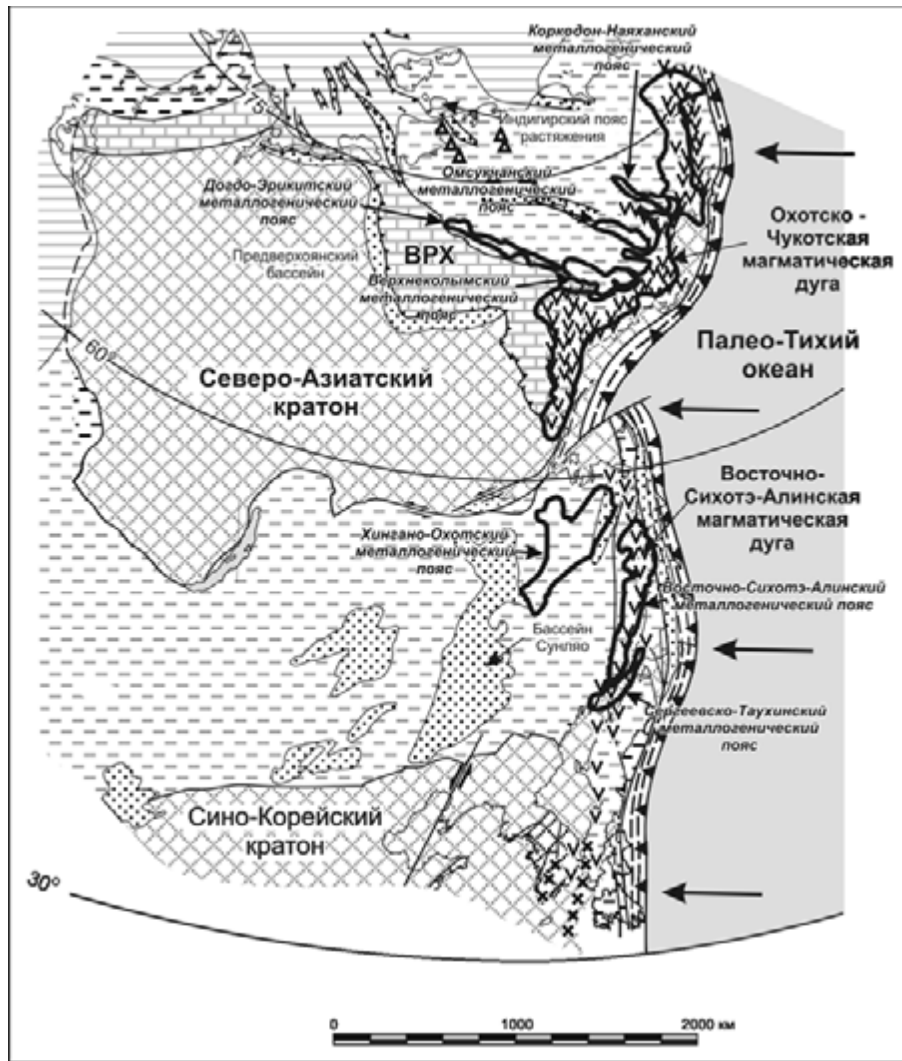 Коркодон-Наяханский
металлогенический
пояс
Индигирский пояс
растяжения
Омсукчанский
металлогенический
пояс
Догдо-Эрикитский
металлогенический
пояс
75°
Предверхоянский
бассейн
ВРХ
Верхнеколымский
металлогенический
пояс
Охотско -
Чукотская
магматическая
дуга
Палео-Тихий
океан
60°
Северо-Азиатский
кратон
Восточно-
Сихотэ-Алинская
магматическая
дуга
Хингано-Охотский
металлогенический
пояс
Восточно-Сихотэ-Алинский
металлогенический пояс
Бассейн
Сунляо
Сергеевско-Таухинский
металлогенический
пояс
Сино-Корейский
кратон
30°
0 1000 2000 км